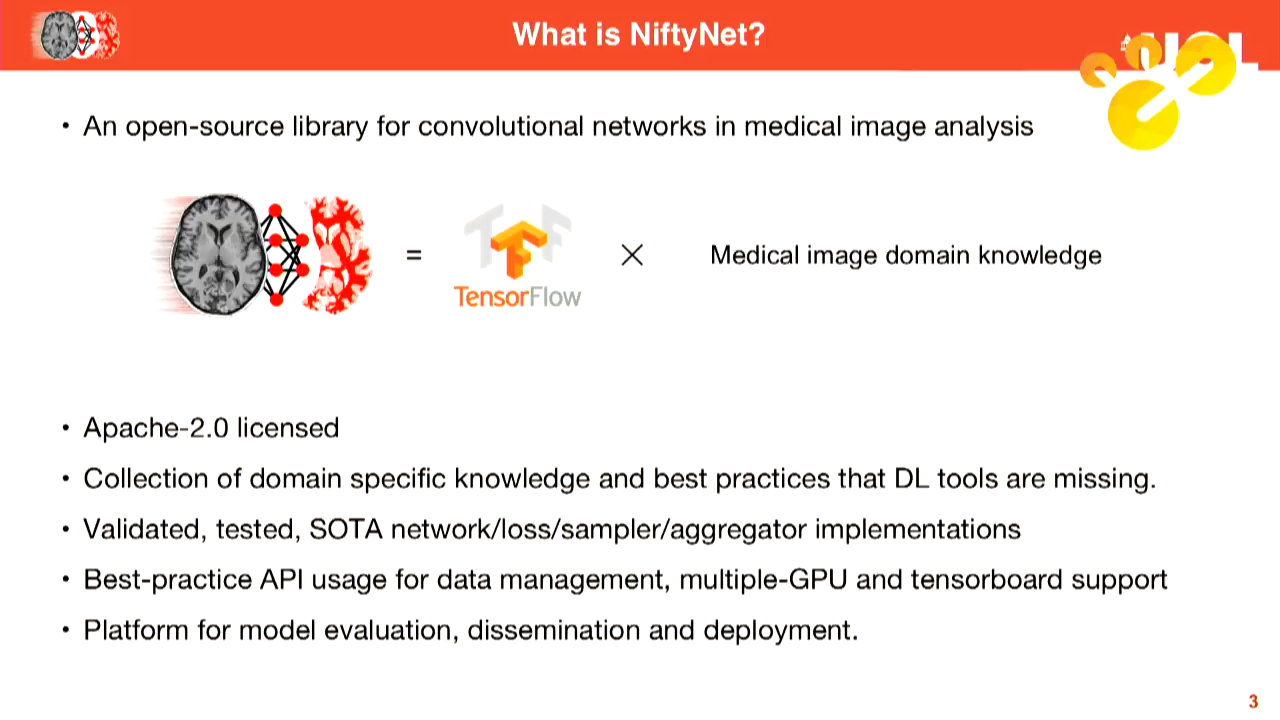 What is NiftyNet?
• An open-source library for convolutional networks in medical image analysis
= TensorFlow × Medical image domain knowledge
• Apache-2.0 licensed
• Collection of domain specific knowledge and best practices that DL tools are missing.
• Validated, tested, SOTA network/loss/sampler/aggregator implementations
• Best-practice API usage for data management, multiple-GPU and tensorboard support
• Platform for model evaluation, dissemination and deployment.
3